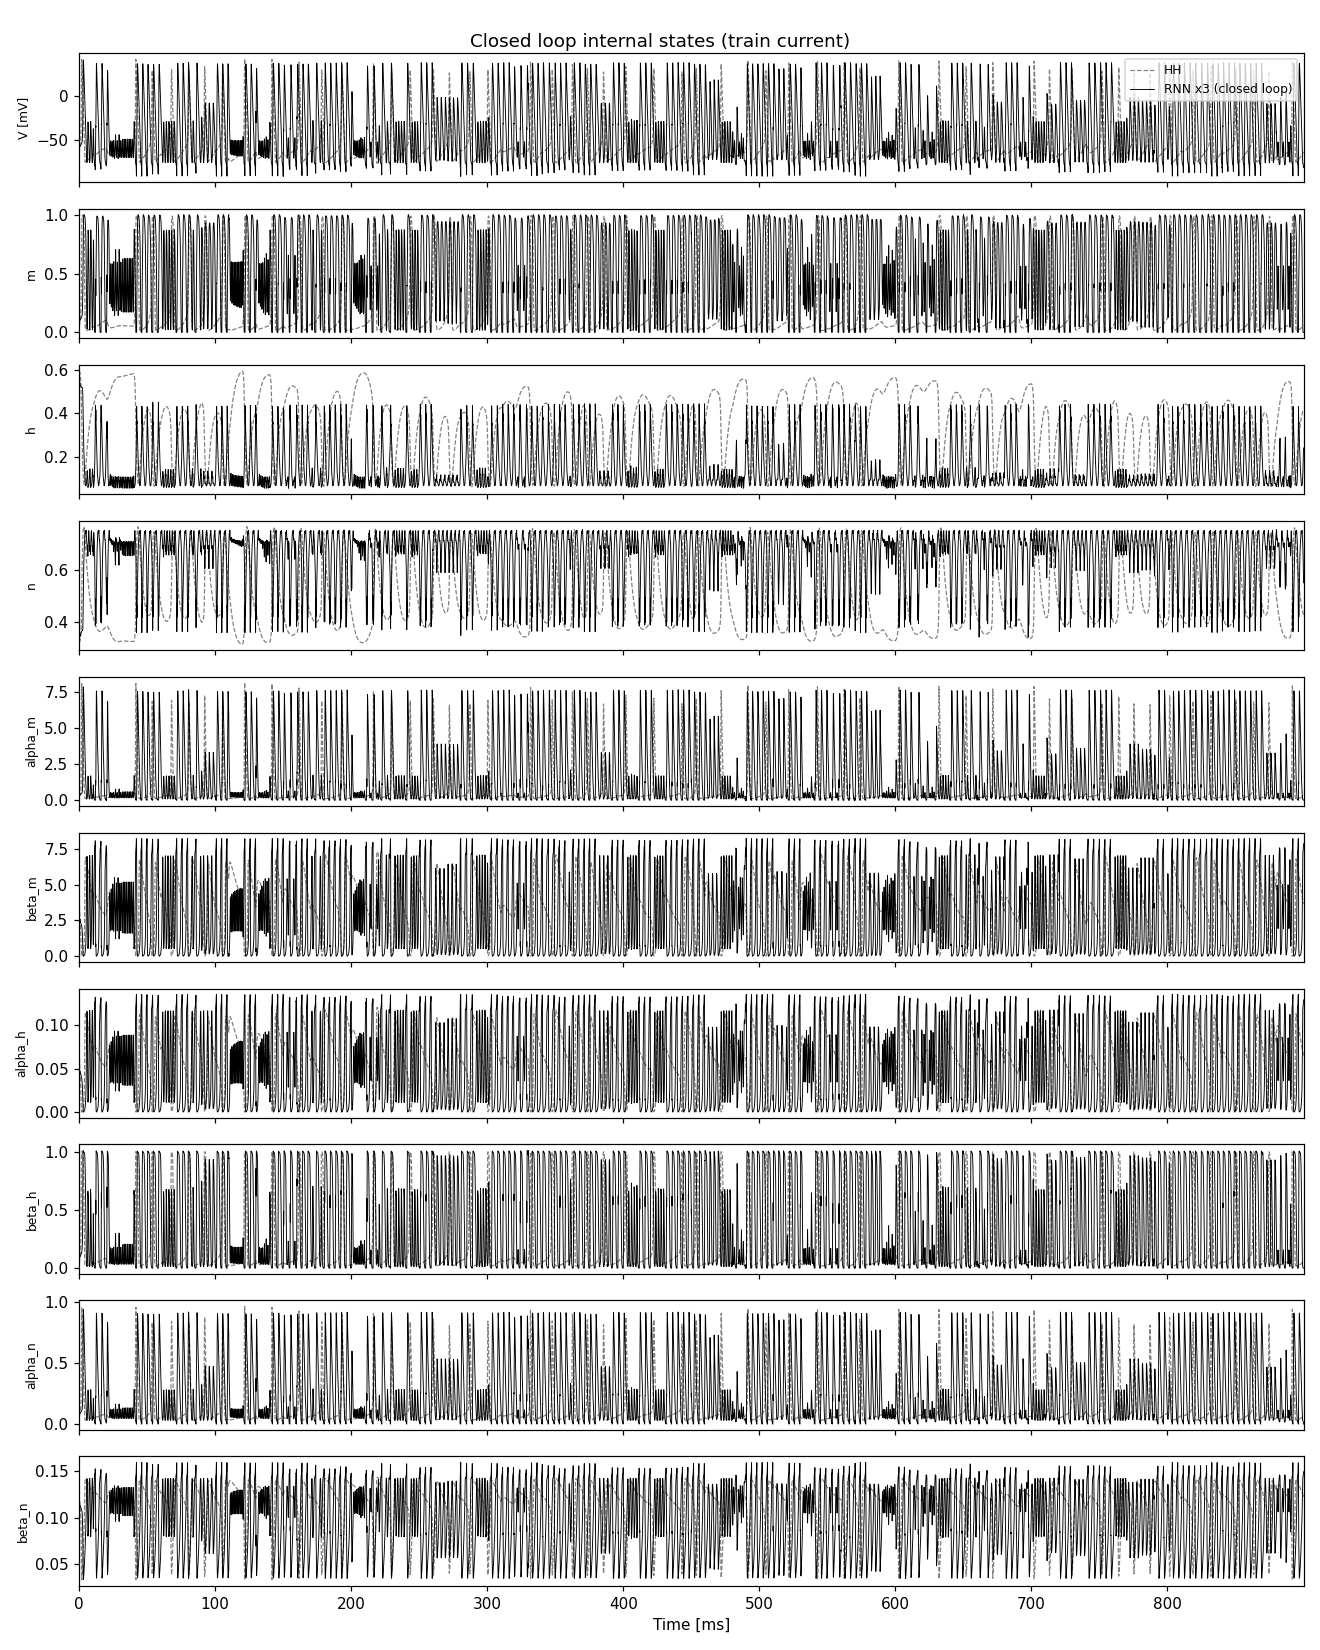 Closed loop internal states (train current)
HH
RNN x3 (closed loop)
0
−50
V [mV]
1.0
0.5
0.0
m
0.6
0.4
0.2
h
0.6
0.4
n
7.5
5.0
2.5
0.0
alpha_m
7.5
5.0
2.5
0.0
beta_m
0.10
0.05
0.00
alpha_h
1.0
0.5
0.0
beta_h
1.0
0.5
0.0
alpha_n
0.15
0.10
0.05
beta_n
0 100 200 300 400 500 600 700 800
Time [ms]